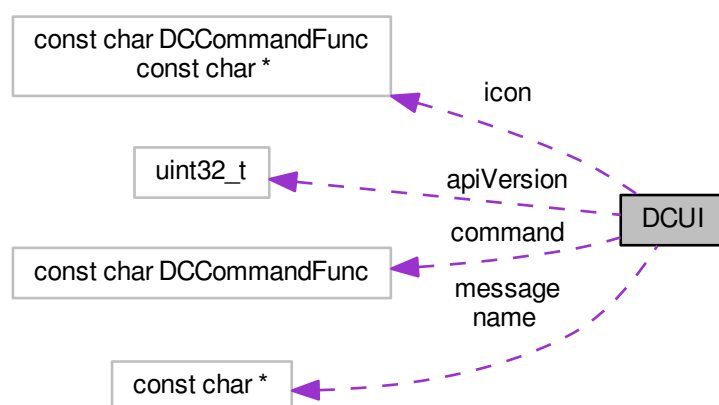 const char DCCommandFunc
const char *
icon
uint32_t
apiVersion
DCUI
command
const char DCCommandFunc
message
name
const char *